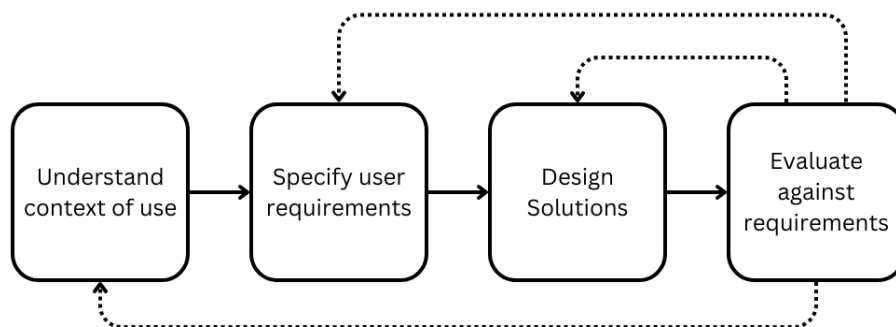 Understand
context of use
Specify user
requirements
Design
Solutions
Evaluate
against
requirements